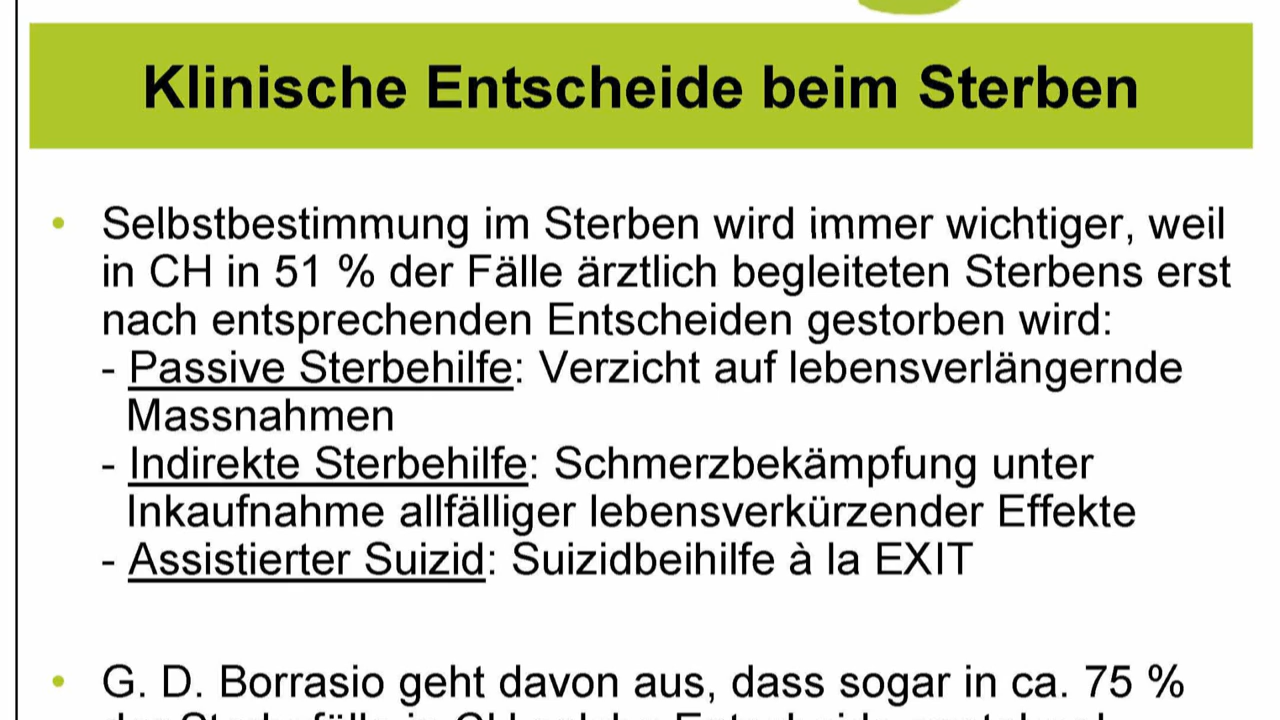 Klinische Entscheide beim Sterben
• Selbstbestimmung im Sterben wird immer wichtiger, weil
in CH in 51 % der Fälle ärztlich begleiteten Sterbens erst
nach entsprechenden Entscheiden gestorben wird:
- Passive Sterbehilfe: Verzicht auf lebensverlängernde
Massnahmen
- Indirekte Sterbehilfe: Schmerzbekämpfung unter
Inkaufnahme allfälliger lebensverkürzender Effekte
- Assistierter Suizid: Suizidbeihilfe à la EXIT
• G. D. Borrasio geht davon aus, dass sogar in ca. 75 %